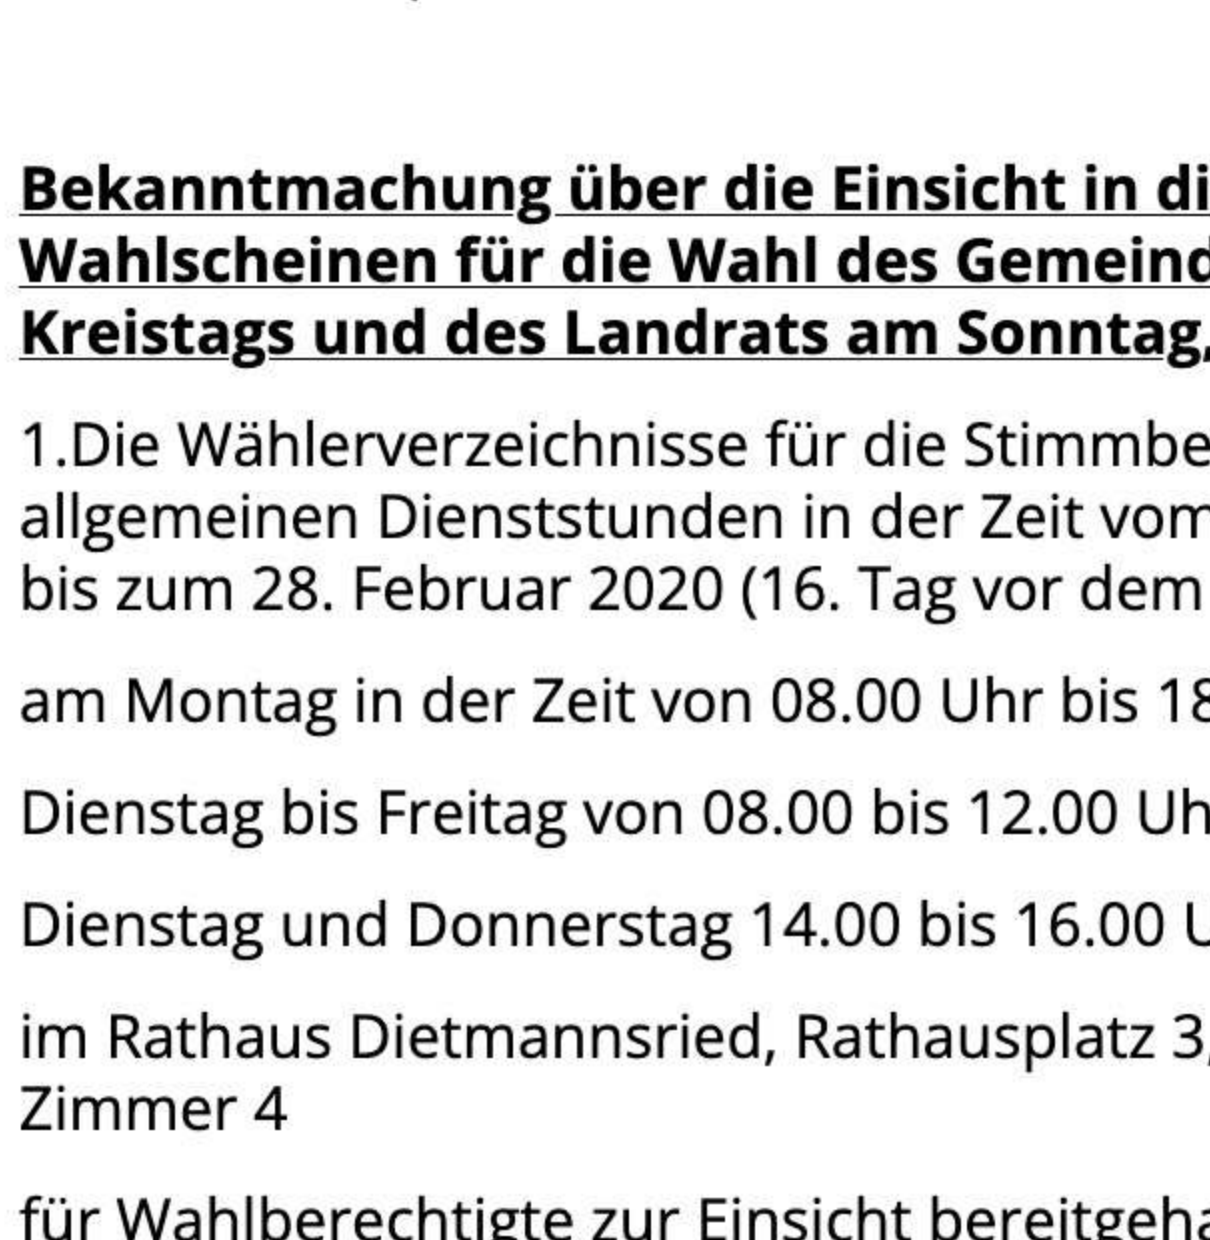 Bekanntmachung über die Einsicht in di
Wahlscheinen für die Wahl des Gemeind
Kreistags und des Landrats am Sonntag,
1.Die Wählerverzeichnisse für die Stimmbe
allgemeinen Dienststunden in der Zeit vom
bis zum 28. Februar 2020 (16. Tag vor dem
am Montag in der Zeit von 08.00 Uhr bis 18
Dienstag bis Freitag von 08.00 bis 12.00 Uh
Dienstag und Donnerstag 14.00 bis 16.00 U
im Rathaus Dietmannsried, Rathausplatz 3,
Zimmer 4
für Wahlberechtigte zur Einsicht bereitgeha